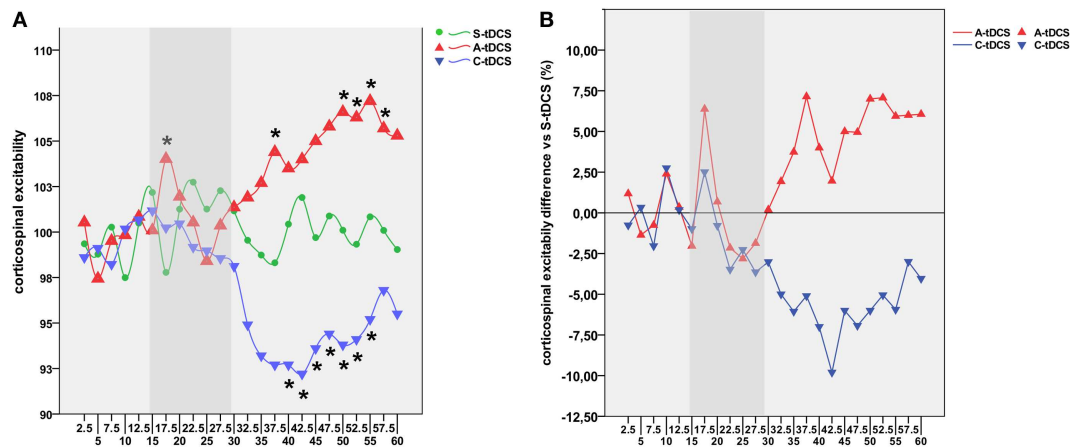 A
corticospinal excitability
110
108
105
103
100
98
95
93
90
S-tDCS
A-tDCS
C-tDCS
*
* * * * *
* * * * * * *
2.5 7.5 12.5 17.5 22.5 27.5 32.5 37.5 42.5 47.5 52.5 57.5
5 10 15 20 25 30 35 40 45 50 55 60
B
corticospinal excitabiliy difference vs S-tDCS (%)
10,00
7,50
5,00
2,50
0,00
-2,50
-5,00
-7,50
-10,00
-12,50
A-tDCS A-tDCS
C-tDCS C-tDCS
2.5 7.5 12.5 17.5 22.5 27.5 32.5 37.5 42.5 47.5 52.5 57.5
5 10 15 20 25 30 35 40 45 50 55 60